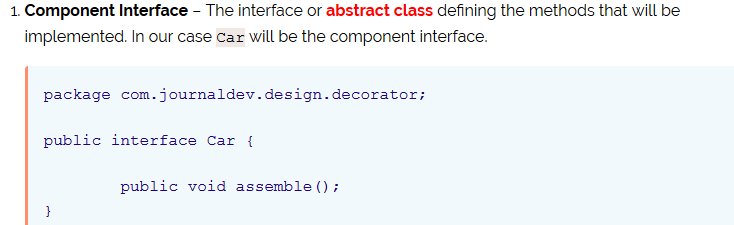 1. Component Interface – The interface or abstract class defining the methods that will be
implemented. In our case Car will be the component interface.
package com.journaldev.design.decorator;
public interface Car {
public void assemble();
}